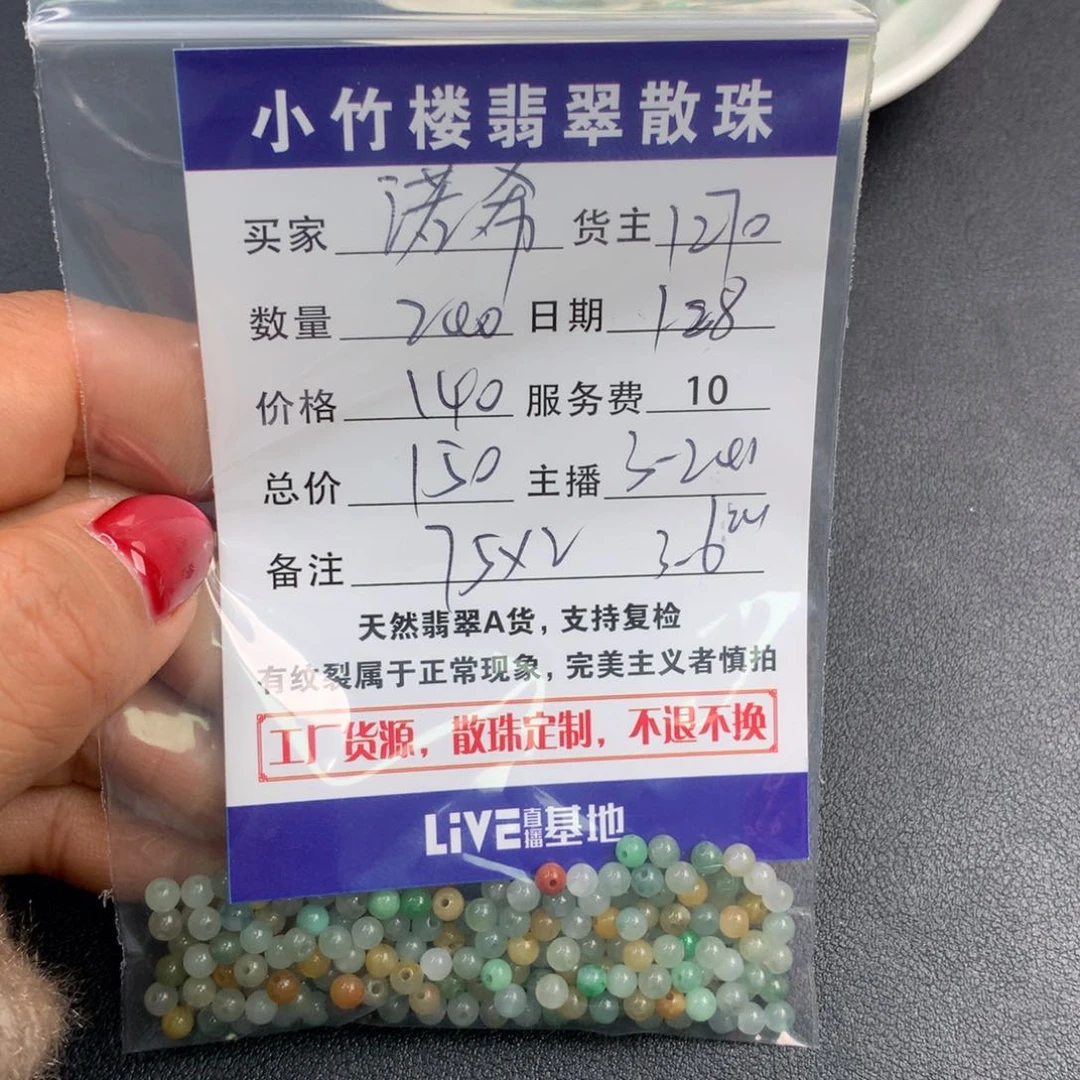 小竹楼翡翠散珠
买家 诺希 货主 1270
数量 200 日期 128
价格 140 服务费 10
总价 150 主播
备注 75X2 3-6
天然翡翠A货，支持复检
有纹裂属于正常现象，完美主义者慎拍
工厂货源，散珠定制，不退不换
LiVE直播基地